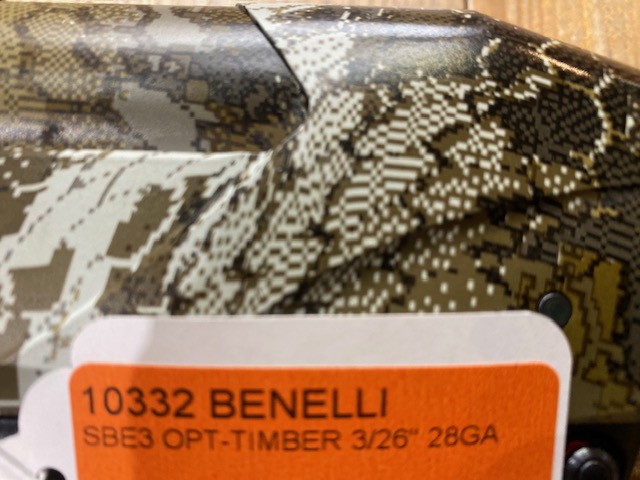 10332 BENELLI
SBE3 OPT-TIMBER 3/26" 28GA